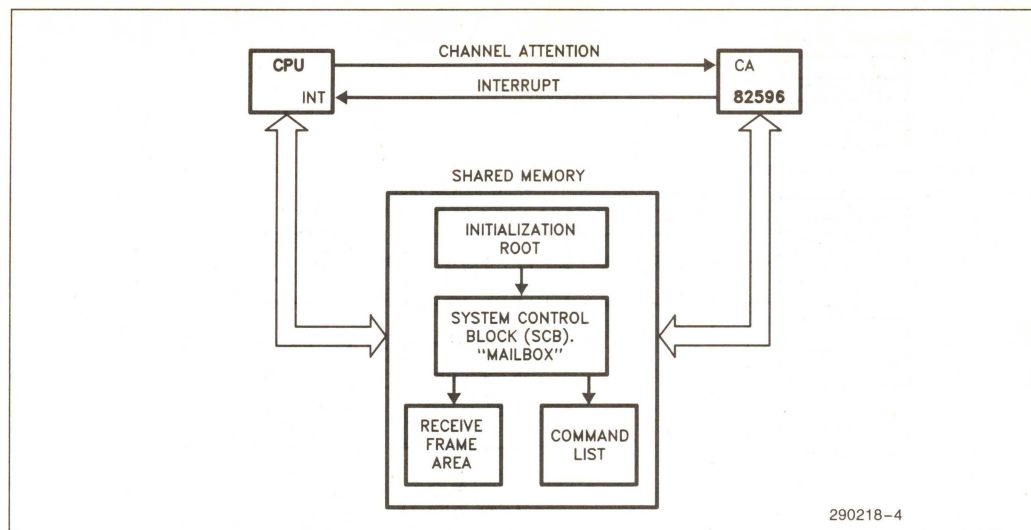 CHANNEL ATTENTION
CPU
CA
INTERRUPT
INT
82596
SHARED MEMORY
INITIALIZATION
ROOT
SYSTEM CONTROL
BLOCK (SCB).
“MAILBOX”
RECEIVE
FRAME
AREA
COMMAND
LIST
290218–4